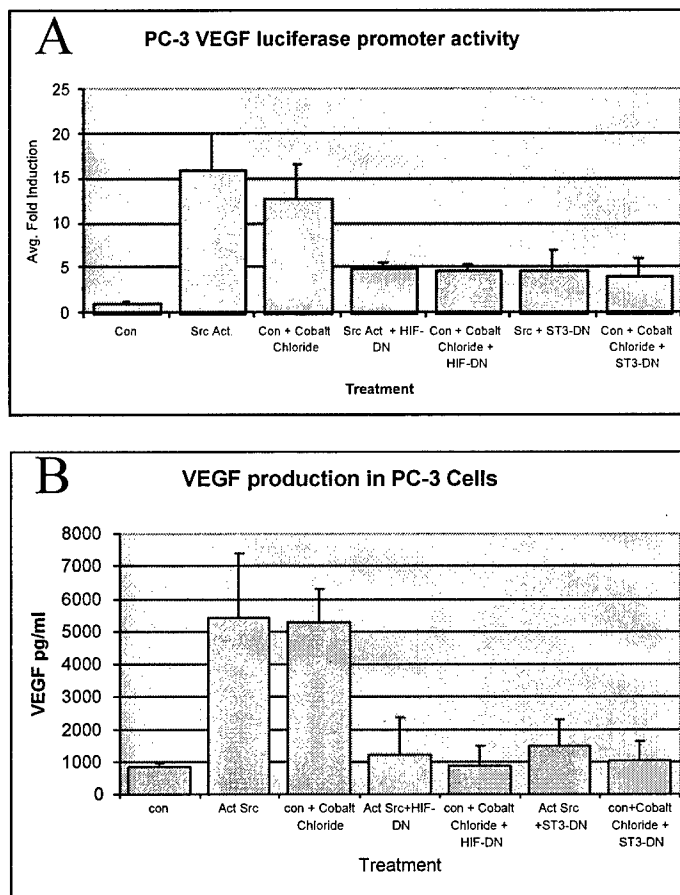 A
PC-3 VEGF luciferase promoter activity
25
20
15
10
5
0
Avg. Fold Induction
Con
Src Act.
Con + Cobalt
Chloride
Src Act + HIF-
DN
Con + Cobalt
Chloride +
HIF-DN
Src + ST3-DN
Con + Cobalt
Chloride +
ST3-DN
Treatment
B
VEGF production in PC-3 Cells
8000
7000
6000
5000
4000
3000
2000
1000
0
VEGF pg/ml
con
Act Src
con + Cobalt
Chloride
Act Src+HIF-
DN
con + Cobalt
Chloride +
HIF-DN
Act Src
+ST3-DN
con+Cobalt
Chloride +
ST3-DN
Treatment